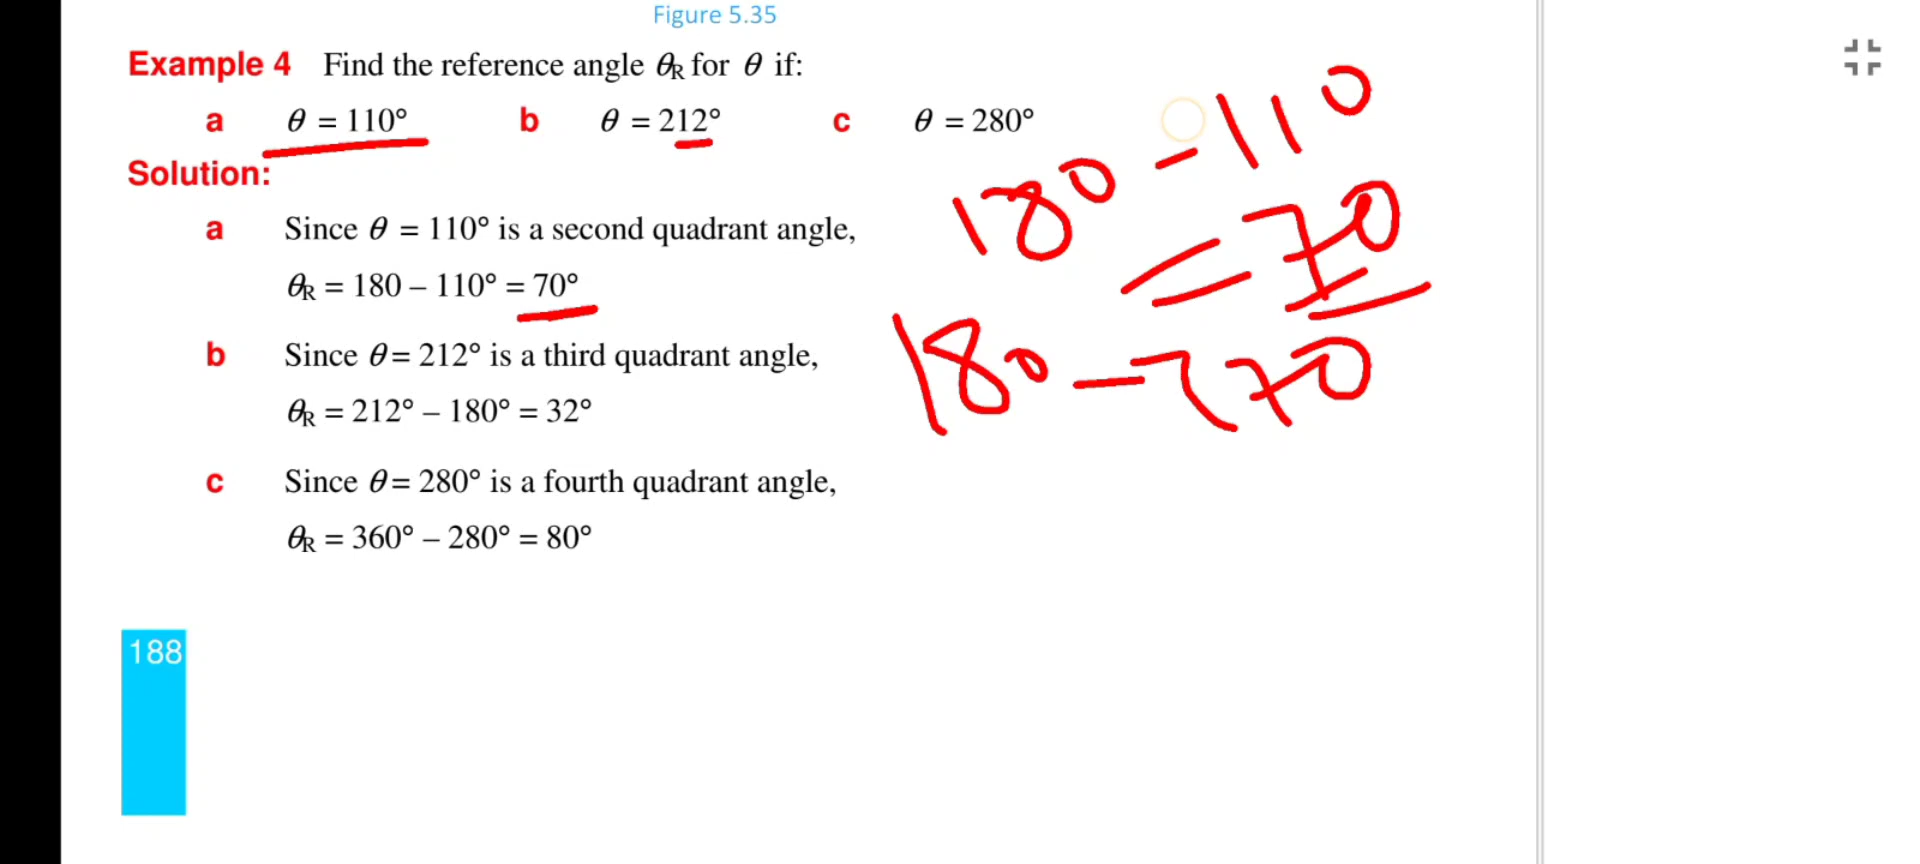 Figure 5.35
Example 4 Find the reference angle θR for θ if:
a θ = 110° b θ = 212° c θ = 280°
180 - 110
Solution:
a Since θ = 110° is a second quadrant angle,
= 70
θR = 180 – 110° = 70°
b Since θ = 212° is a third quadrant angle,
180 - 270
θR = 212° – 180° = 32°
c Since θ = 280° is a fourth quadrant angle,
θR = 360° – 280° = 80°
188